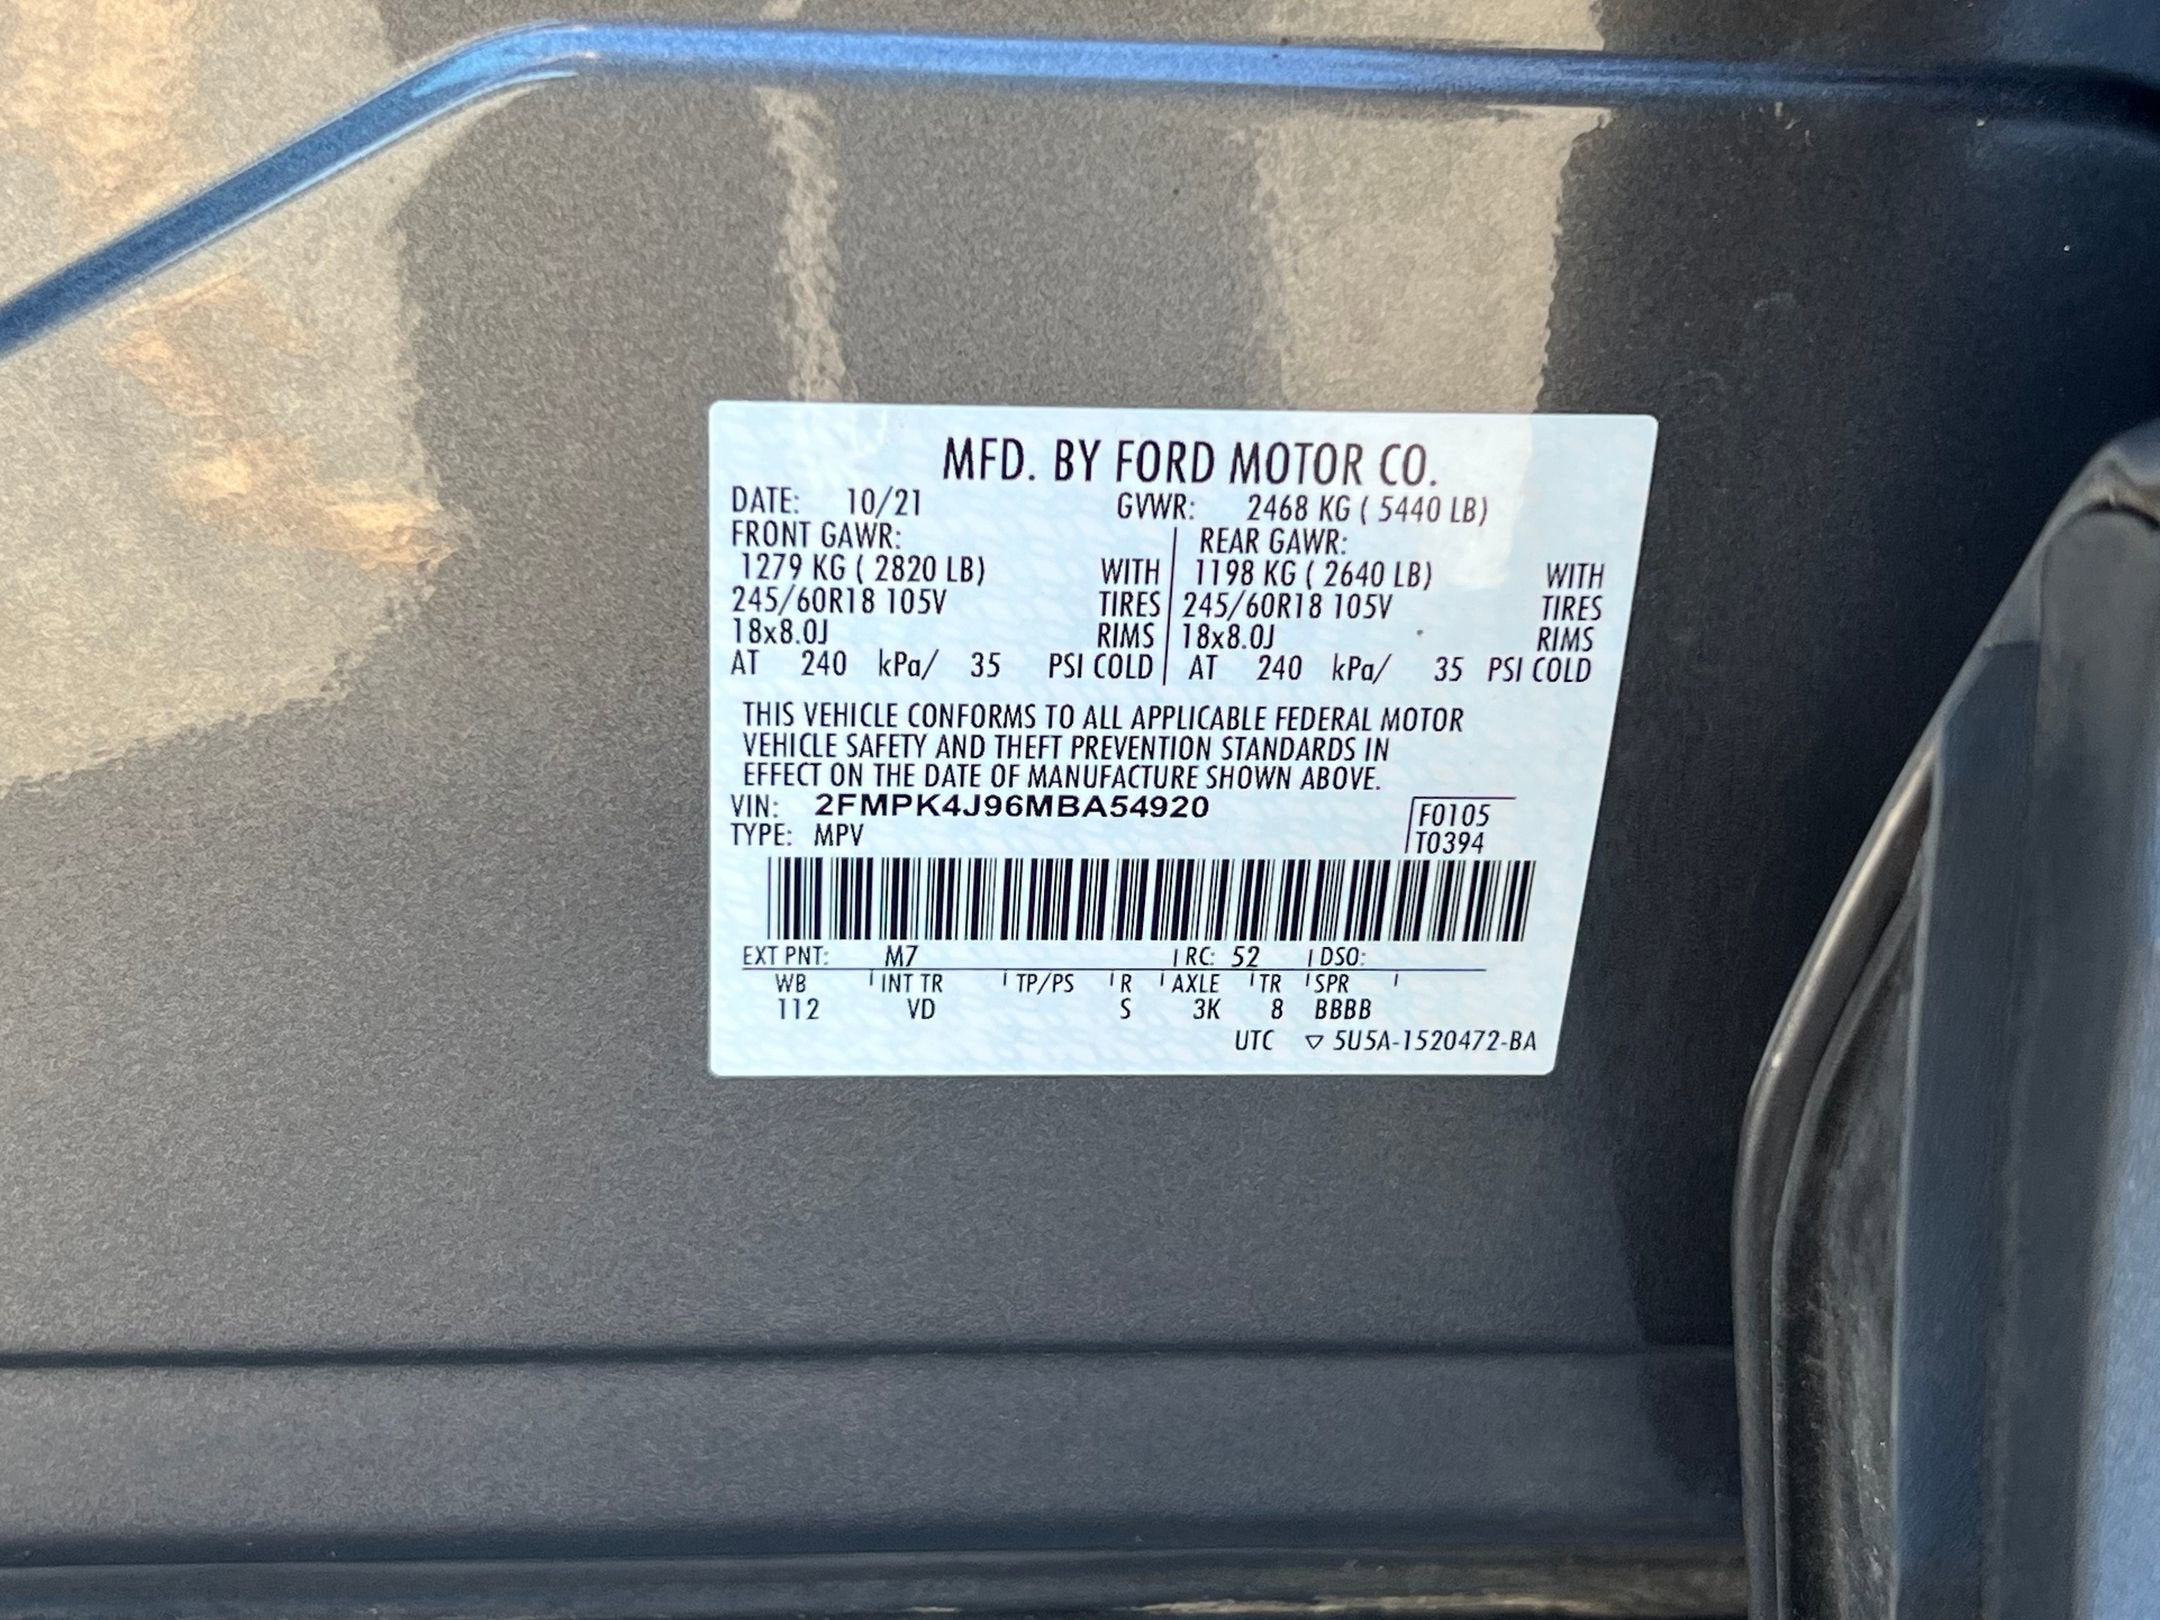 MFD. BY FORD MOTOR CO.
DATE: 10/21 GVWR: 2468 KG ( 5440 LB)
FRONT GAWR: REAR GAWR:
1279 KG ( 2820 LB) WITH 1198 KG ( 2640 LB) WITH
245/60R18 105V TIRES 245/60R18 105V TIRES
18x8.0J RIMS 18x8.0J RIMS
AT 240 kPa/ 35 PSI COLD AT 240 kPa/ 35 PSI COLD
THIS VEHICLE CONFORMS TO ALL APPLICABLE FEDERAL MOTOR
VEHICLE SAFETY AND THEFT PREVENTION STANDARDS IN
EFFECT ON THE DATE OF MANUFACTURE SHOWN ABOVE.
VIN: 2FMPK4J96MBA54920 F0105
TYPE: MPV T0394
EXT PNT: M7 RC: 52 DSO:
WB INT TR TP/PS R AXLE TR SPR
112 VD S 3K 8 BBBB
UTC ▽ 5U5A-1520472-BA